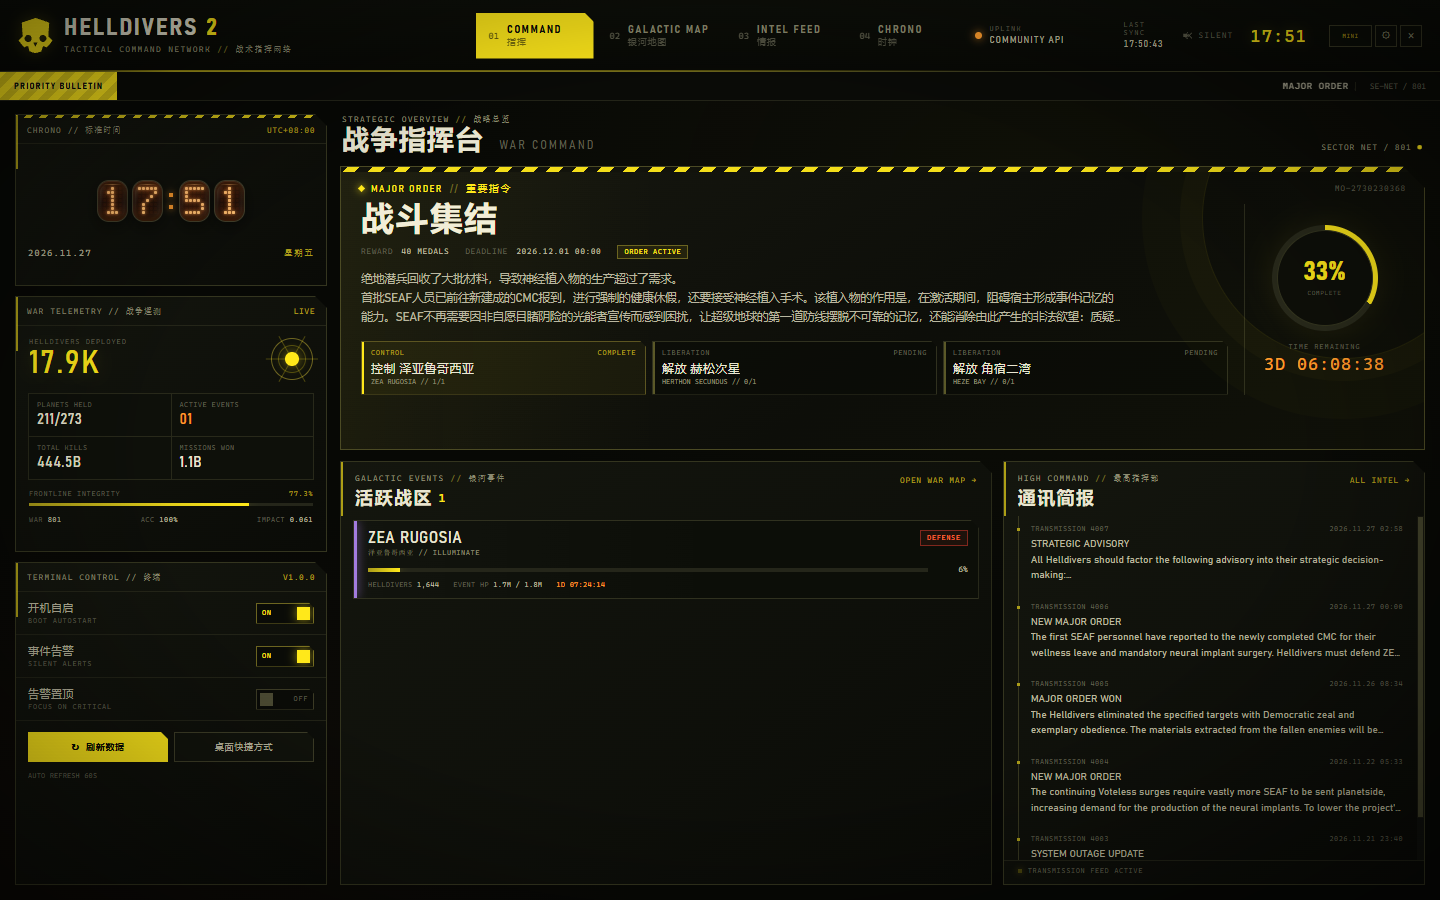 HELLDIVERS 2
TACTICAL COMMAND NETWORK // 战术指挥网络
01 COMMAND 指挥
02 GALACTIC MAP 银河地图
03 INTEL FEED 情报
04 CHRONO 时钟
UPLINK
COMMUNITY API
LAST SYNC
17:50:43
SILENT
17:51
MINI
PRIORITY BULLETIN
MAJOR ORDER
SE-NET / 801
CHRONO // 标准时间
UTC+08:00
17:51
2026.11.27
星期五
WAR TELEMETRY // 战争遥测
LIVE
HELLDIVERS DEPLOYED
17.9K
PLANETS HELD
211/273
ACTIVE EVENTS
01
TOTAL KILLS
444.5B
MISSIONS WON
1.1B
FRONTLINE INTEGRITY
77.3%
WAR 801
ACC 100%
IMPACT 0.061
TERMINAL CONTROL // 终端
V1.0.0
开机自启
BOOT AUTOSTART
ON
事件告警
SILENT ALERTS
ON
告警置顶
FOCUS ON CRITICAL
OFF
↻ 刷新数据
桌面快捷方式
AUTO REFRESH 60S
STRATEGIC OVERVIEW // 战略总览
战争指挥台 WAR COMMAND
SECTOR NET / 801
MAJOR ORDER // 重要指令
MO-2730230368
战斗集结
REWARD 40 MEDALS DEADLINE 2026.12.01 00:00 ORDER ACTIVE
绝地潜兵回收了大批材料，导致神经植入物的生产超过了需求。
首批SEAF人员已前往新建成的CMC报到，进行强制的健康休假，还要接受神经植入手术。该植入物的作用是，在激活期间，阻碍宿主形成事件记忆的
能力。SEAF不再需要因非自愿目睹阴险的光能者宣传而感到困扰，让超级地球的第一道防线摆脱不可靠的记忆，还能消除由此产生的非法欲望：质疑…
33%
COMPLETE
TIME REMAINING
3D 06:08:38
CONTROL
COMPLETE
控制 泽亚鲁哥西亚
ZEA RUGOSIA // 1/1
LIBERATION
PENDING
解放 赫松次星
HERTHON SECUNDUS // 0/1
LIBERATION
PENDING
解放 角宿二湾
HEZE BAY // 0/1
GALACTIC EVENTS // 银河事件
活跃战区 1
OPEN WAR MAP →
ZEA RUGOSIA
DEFENSE
泽亚鲁哥西亚 // ILLUMINATE
6%
HELLDIVERS 1,644 EVENT HP 1.7M / 1.8M 1D 07:24:14
HIGH COMMAND // 最高指挥部
通讯简报
ALL INTEL →
TRANSMISSION 4007
2026.11.27 02:58
STRATEGIC ADVISORY
All Helldivers should factor the following advisory into their strategic decision-
making:…
TRANSMISSION 4006
2026.11.27 00:00
NEW MAJOR ORDER
The first SEAF personnel have reported to the newly completed CMC for their
wellness leave and mandatory neural implant surgery. Helldivers must defend ZE…
TRANSMISSION 4005
2026.11.26 08:34
MAJOR ORDER WON
The Helldivers eliminated the specified targets with Democratic zeal and
exemplary obedience. The materials extracted from the fallen enemies will be…
TRANSMISSION 4004
2026.11.22 05:33
NEW MAJOR ORDER
The continuing Voteless surges require vastly more SEAF to be sent planetside,
increasing demand for the production of the neural implants. To lower the project'…
TRANSMISSION 4003
2026.11.21 23:40
SYSTEM OUTAGE UPDATE
TRANSMISSION FEED ACTIVE